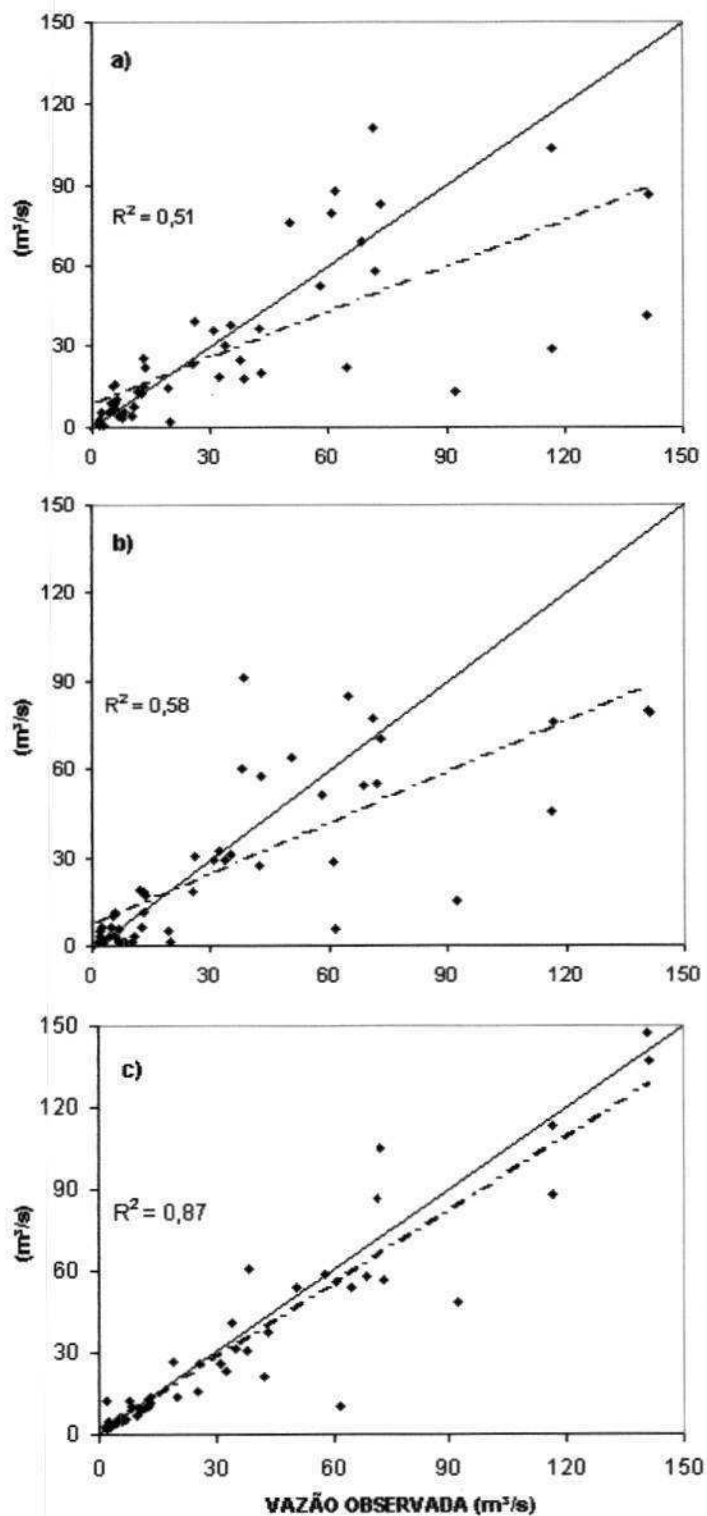 150
a)
120
90
R² = 0,51
(m³/s)
60
30
0
0 30 60 90 120 150
150
b)
120
90
R² = 0,58
(m³/s)
60
30
0
0 30 60 90 120 150
150
c)
120
90
R² = 0,87
(m³/s)
60
30
0
0 30 60 90 120 150
VAZÃO OBSERVADA (m³/s)